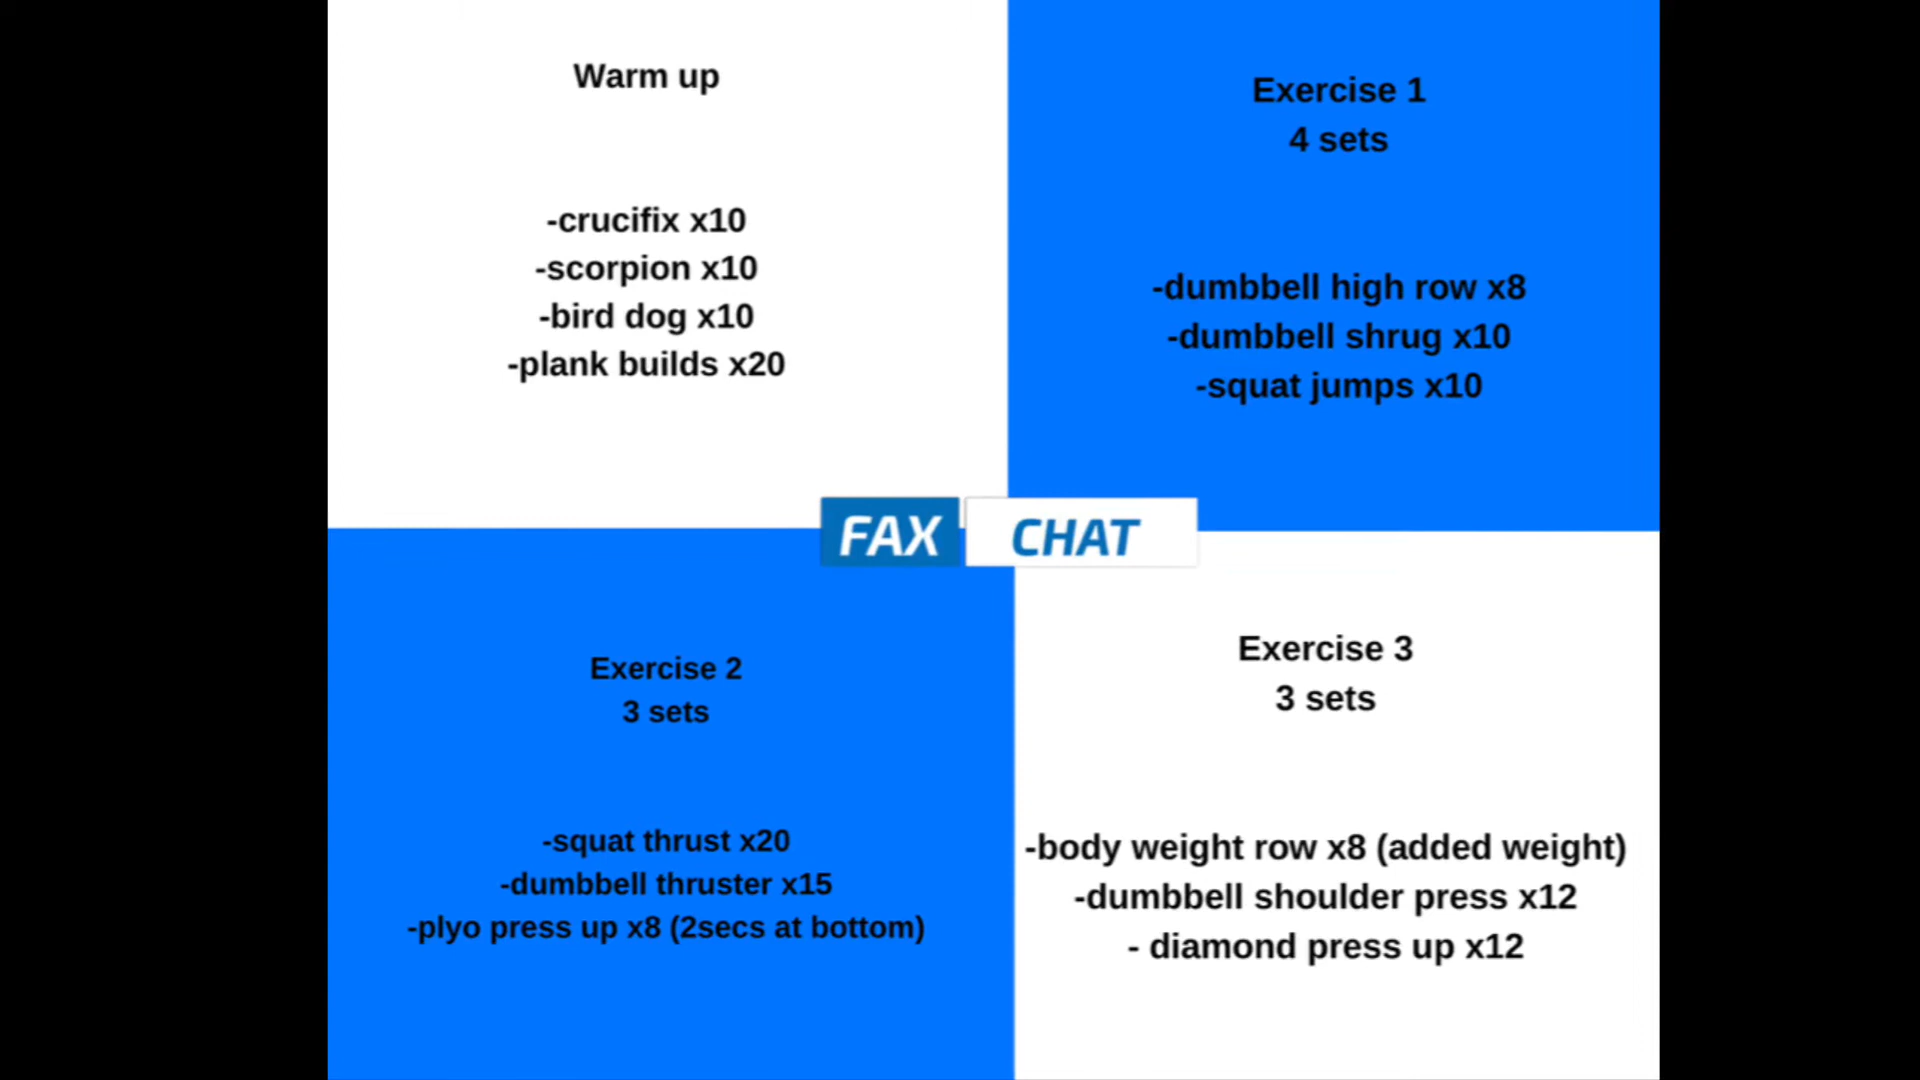 Warm up
-crucifix x10
-scorpion x10
-bird dog x10
-plank builds x20
Exercise 1
4 sets
-dumbbell high row x8
-dumbbell shrug x10
-squat jumps x10
FAX CHAT
Exercise 2
3 sets
-squat thrust x20
-dumbbell thruster x15
-plyo press up x8 (2secs at bottom)
Exercise 3
3 sets
-body weight row x8 (added weight)
-dumbbell shoulder press x12
- diamond press up x12